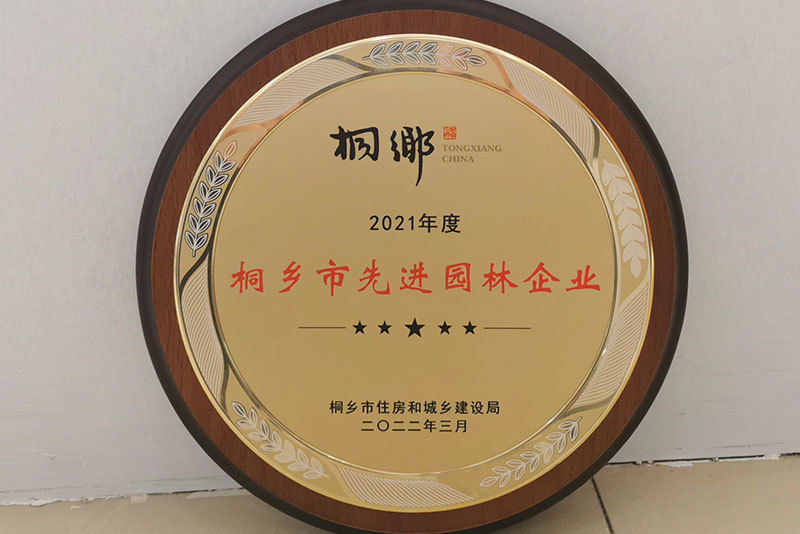 桐鄉
TONGXIANG
CHINA
2021年度
桐乡市先进园林企业
桐乡市住房和城乡建设局
二〇二二年三月